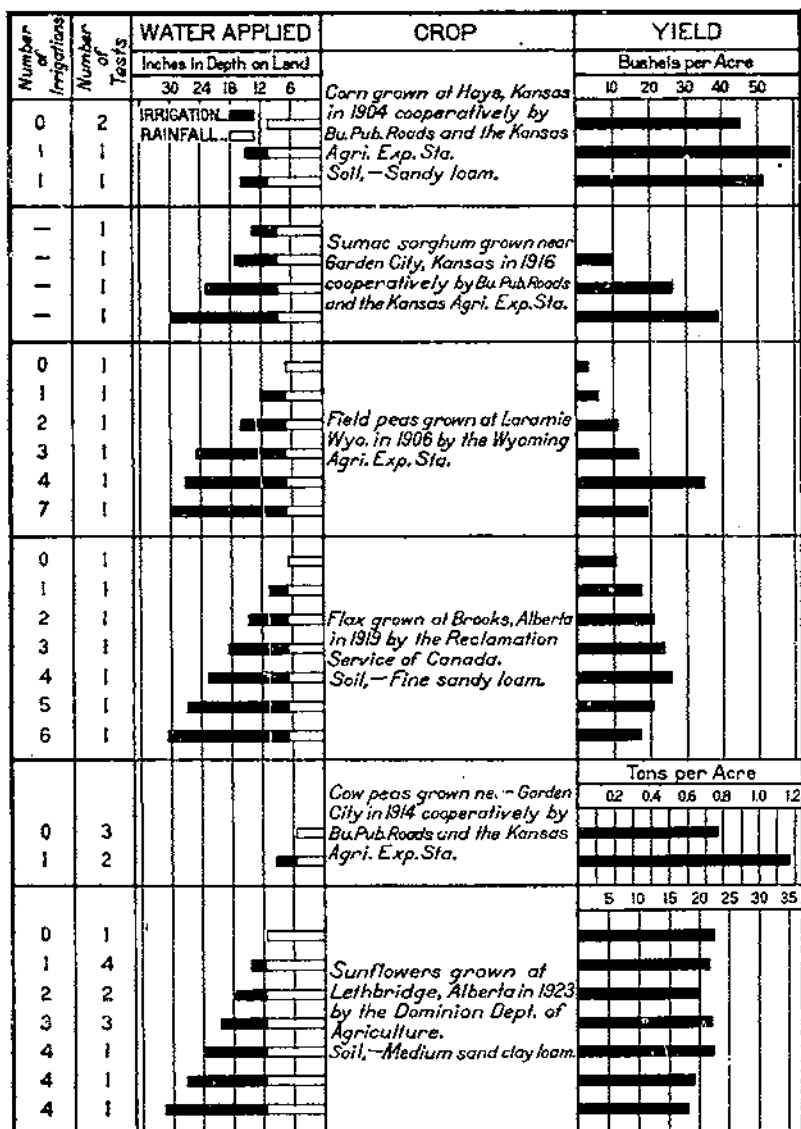 Number of Irrigations
Number of Tests
WATER APPLIED
CROP
YIELD
Inches in Depth on Land
Bushels per Acre
30 24 18 12 6
10 20 30 40 50
IRRIGATION
RAINFALL
0 2
1 1
1 1
Corn grown at Hays, Kansas
in 1904 cooperatively by
Bu. Pub. Roads and the Kansas
Agri. Exp. Sta.
Soil,—Sandy loam.
— 1
— 1
— 1
— 1
Sumac sorghum grown near
Garden City, Kansas in 1916
cooperatively by Bu. Pub. Roads
and the Kansas Agri. Exp. Sta.
0 1
1 1
2 1
3 1
4 1
7 1
Field peas grown at Laramie
Wyo. in 1906 by the Wyoming
Agri. Exp. Sta.
0 1
1 1
2 1
3 1
4 1
5 1
6 1
Flax grown at Brooks, Alberta
in 1919 by the Reclamation
Service of Canada.
Soil,—Fine sandy loam.
Tons per Acre
0.2 0.4 0.6 0.8 1.0 1.2
0 3
1 2
Cow peas grown near Garden
City in 1914 cooperatively by
Bu. Pub. Roads and the Kansas
Agri. Exp. Sta.
5 10 15 20 25 30 35
0 1
1 4
2 2
3 3
4 1
4 1
4 1
Sunflowers grown at
Lethbridge, Alberta in 1923
by the Dominion Dept. of
Agriculture.
Soil,—Medium sand clay loam.